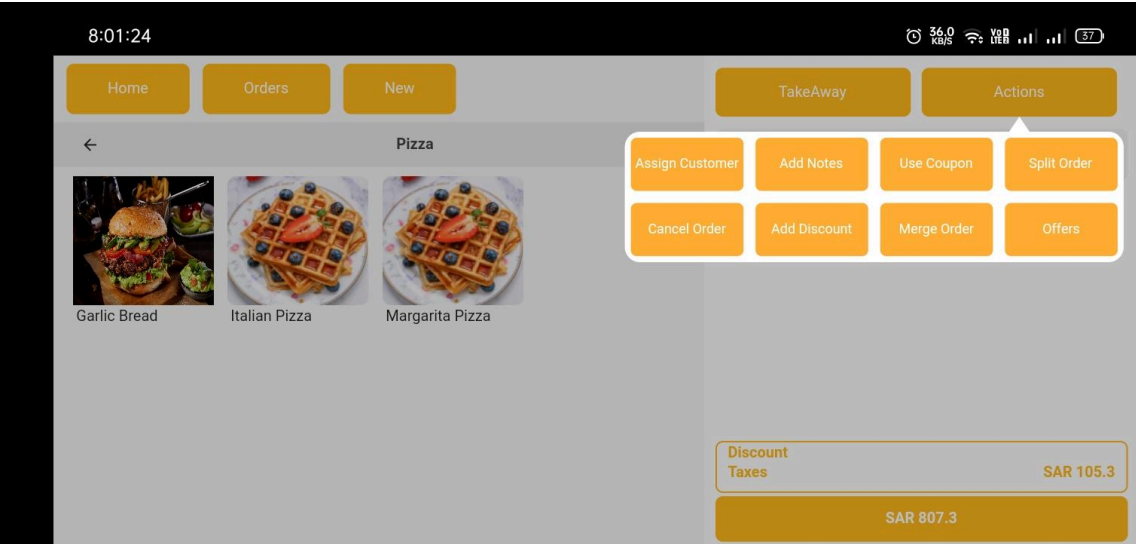 8:01:24
36.0
KB/S
VoD
LTE
37
Home
Orders
New
TakeAway
Actions
Pizza
Assign Customer
Add Notes
Use Coupon
Split Order
Cancel Order
Add Discount
Merge Order
Offers
Garlic Bread
Italian Pizza
Margarita Pizza
Discount
Taxes SAR 105.3
SAR 807.3